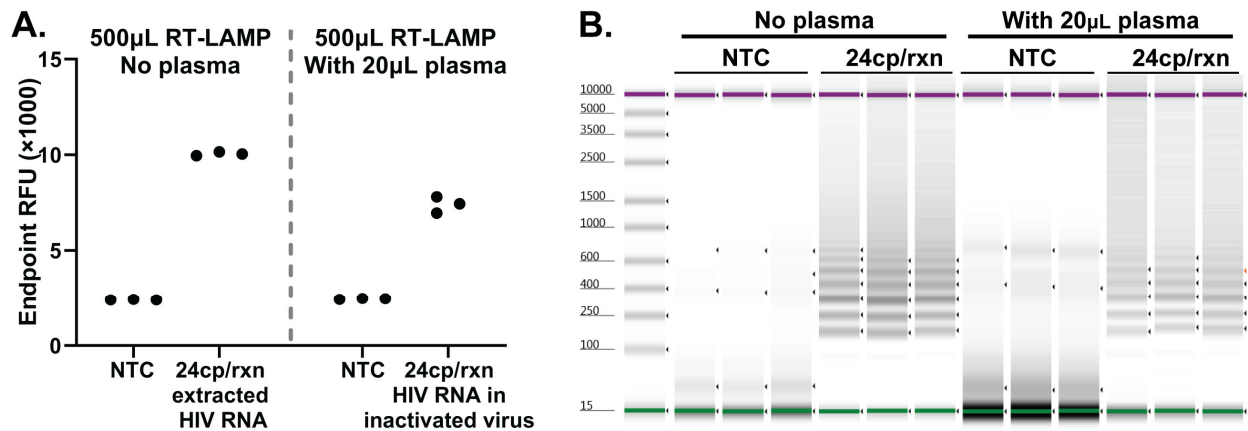 A.
500µL RT-LAMP
No plasma
500µL RT-LAMP
With 20µL plasma
Endpoint RFU (×1000)
15
10
5
0
NTC
24cp/rxn
extracted
HIV RNA
NTC
24cp/rxn
HIV RNA in
inactivated virus
B.
No plasma
With 20µL plasma
NTC
24cp/rxn
NTC
24cp/rxn
10000
5000
3500
2500
1500
1000
600
400
250
100
15